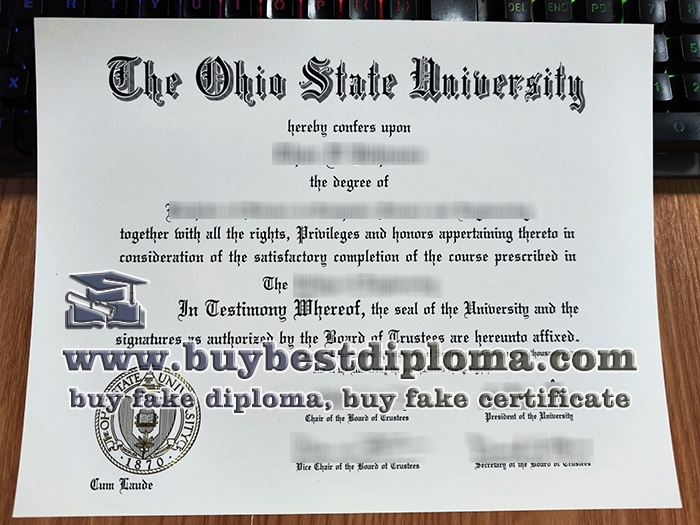 The Ohio State University
hereby confers upon
the degree of
together with all the rights, Privileges and honors appertaining thereto in
consideration of the satisfactory completion of the course prescribed in
The
In Testimony Whereof, the seal of the University and the
signatures as authorized by the Board of Trustees are hereunto affixed.
www.buybestdiploma.com
buy fake diploma, buy fake certificate
Chair of the Board of Trustees
President of the University
Vice Chair of the Board of Trustees
Secretary of the Board of Trustees
STATE UNIVERSITY
1870
Cum Laude
DEL
END
PD